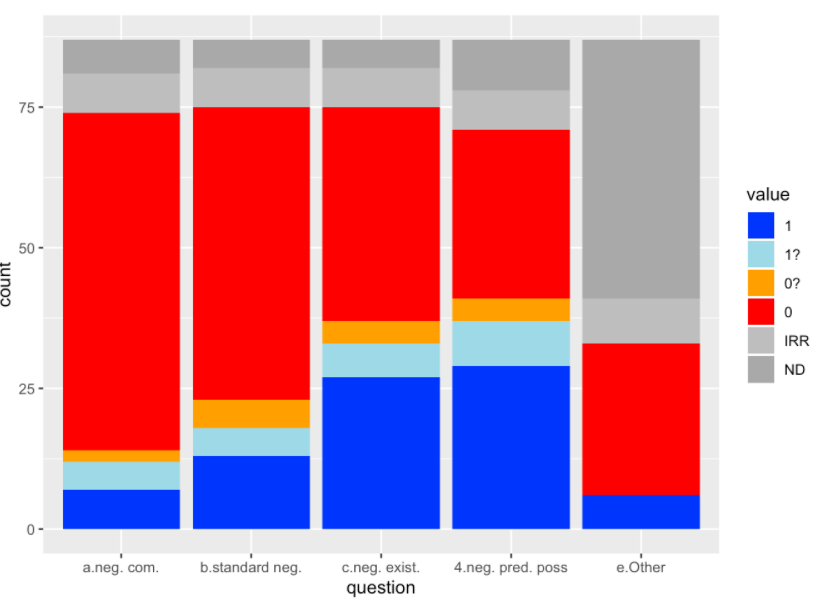 75
50
25
0
count
a.neg. com.
b.standard neg.
c.neg. exist.
4.neg. pred. poss
e.Other
question
value
1
1?
0?
0
IRR
ND